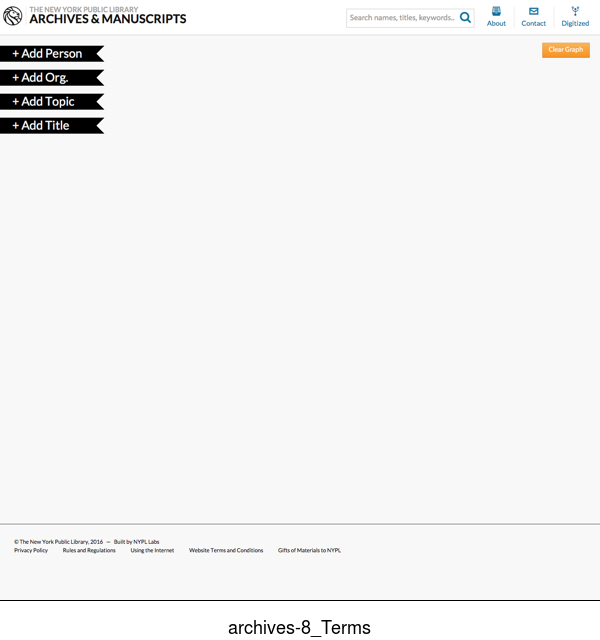 THE NEW YORK PUBLIC LIBRARY
ARCHIVES & MANUSCRIPTS
Search names, titles, keywords..
About
Contact
Digitized
+ Add Person
Clear Graph
+ Add Org.
+ Add Topic
+ Add Title
© The New York Public Library, 2016 — Built by NYPL Labs
Privacy Policy Rules and Regulations Using the Internet Website Terms and Conditions Gifts of Materials to NYPL
archives-8_Terms